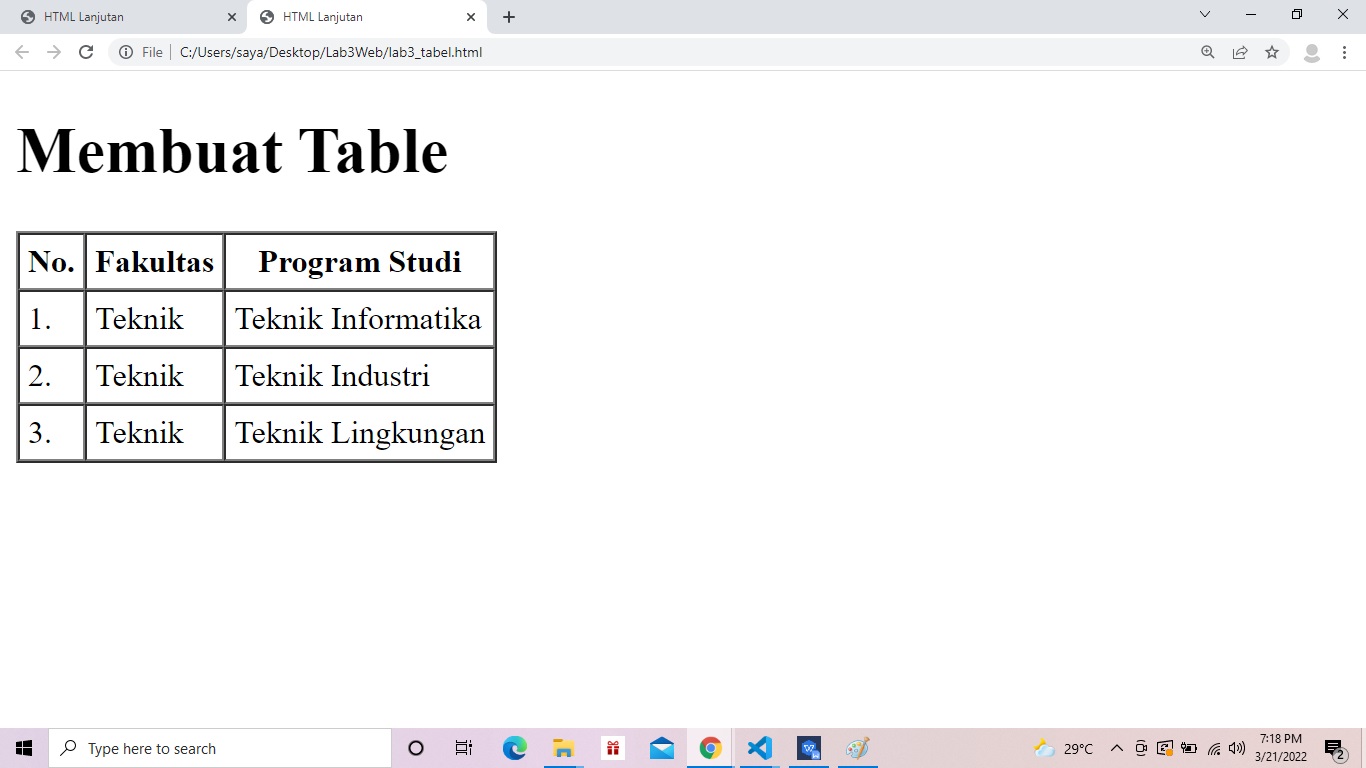 HTML Lanjutan
HTML Lanjutan
File
C:/Users/saya/Desktop/Lab3Web/lab3_tabel.html
Membuat Table
No. Fakultas Program Studi
1. Teknik Teknik Informatika
2. Teknik Teknik Industri
3. Teknik Teknik Lingkungan
Type here to search
29°C
7:18 PM
3/21/2022
2